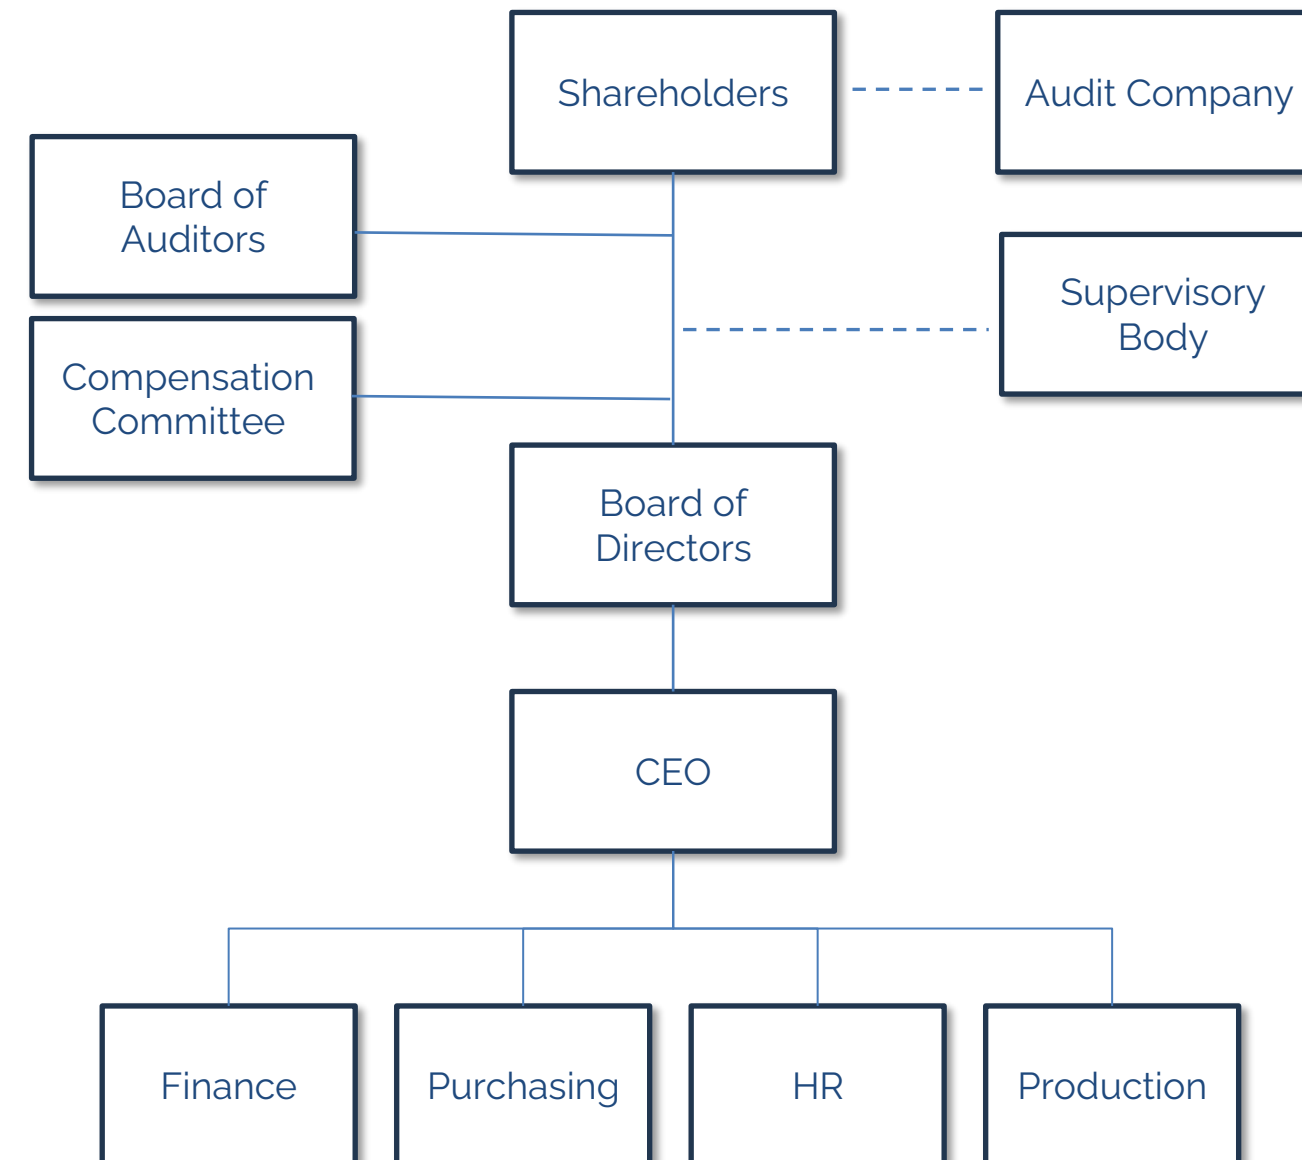 Shareholders
Audit Company
Board of
Auditors
Supervisory
Body
Compensation
Committee
Board of
Directors
CEO
Finance
Purchasing
HR
Production